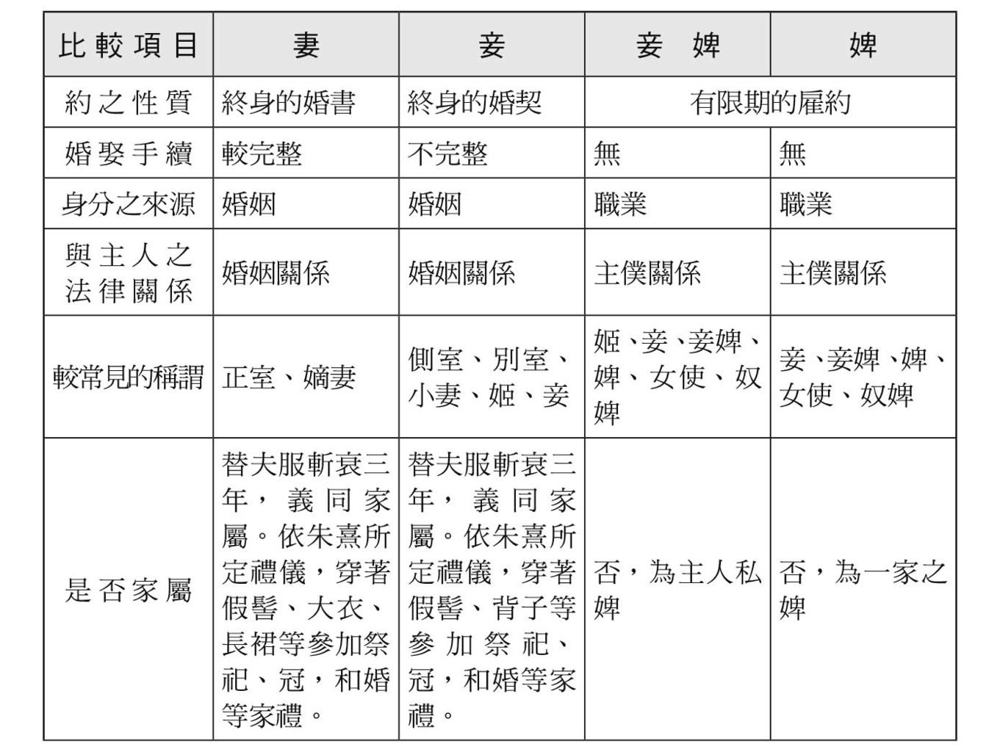 比較項目 妻 妾 妾 婢 婢
約之性質 終身的婚書 終身的婚契 有限期的雇約
婚娶手續 較完整 不完整 無 無
身分之來源 婚姻 婚姻 職業 職業
與主人之
法律關係
婚姻關係 婚姻關係 主僕關係 主僕關係
較常見的稱謂
正室、嫡妻
側室、別室、
小妻、姬、妾
姬、妾、妾婢、
婢、女使、奴
婢
妾、妾婢、婢、
女使、奴婢
是否家屬
替夫服斬衰三
年，義同家
屬。依朱熹所
定禮儀，穿著
假髻、大衣、
長裙等參加祭
祀、冠，和婚
等家禮。
替夫服斬衰三
年，義同家
屬。依朱熹所
定禮儀，穿著
假髻、背子等
參加祭祀、
冠，和婚等家
禮。
否，為主人私
婢
否，為一家之
婢